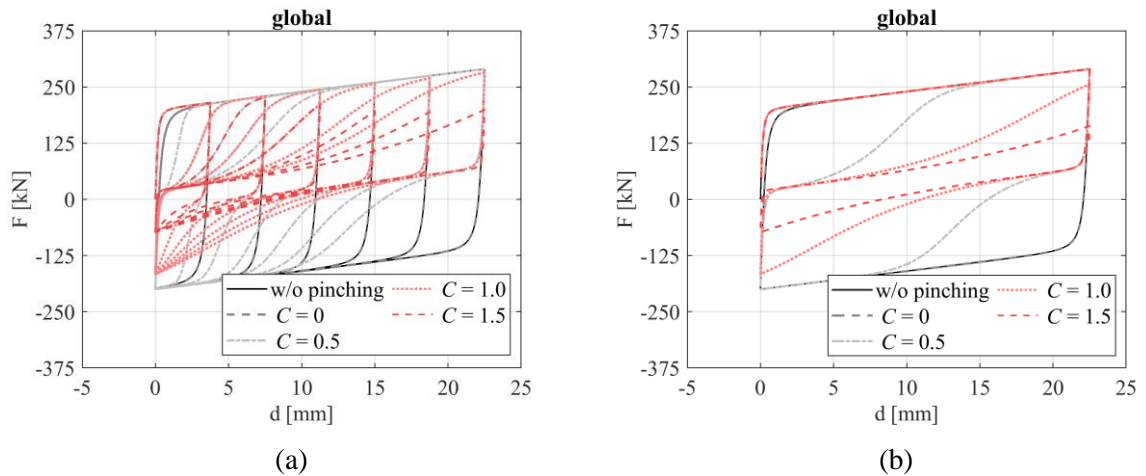 global
375
250
125
0
-125
-250
-375
F [kN]
w/o pinching
C = 0
C = 0.5
C = 1.0
C = 1.5
-5 0 5 10 15 20 25
d [mm]
(a)
global
375
250
125
0
-125
-250
-375
F [kN]
w/o pinching
C = 0
C = 0.5
C = 1.0
C = 1.5
-5 0 5 10 15 20 25
d [mm]
(b)